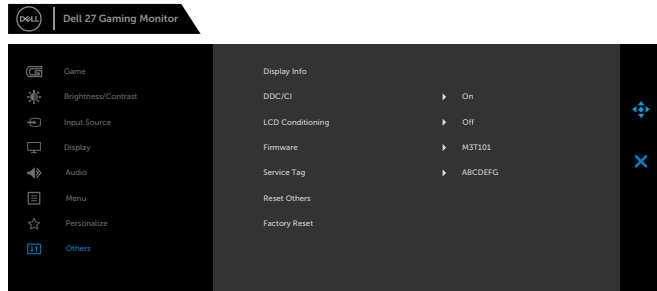 DELL
Dell 27 Gaming Monitor
Game
Display Info
Brightness/Contrast
DDC/CI On
Input Source
LCD Conditioning Off
Display
Firmware M3T101
Audio
Service Tag ABCDEFG
Menu
Reset Others
Personalize
Factory Reset
Others